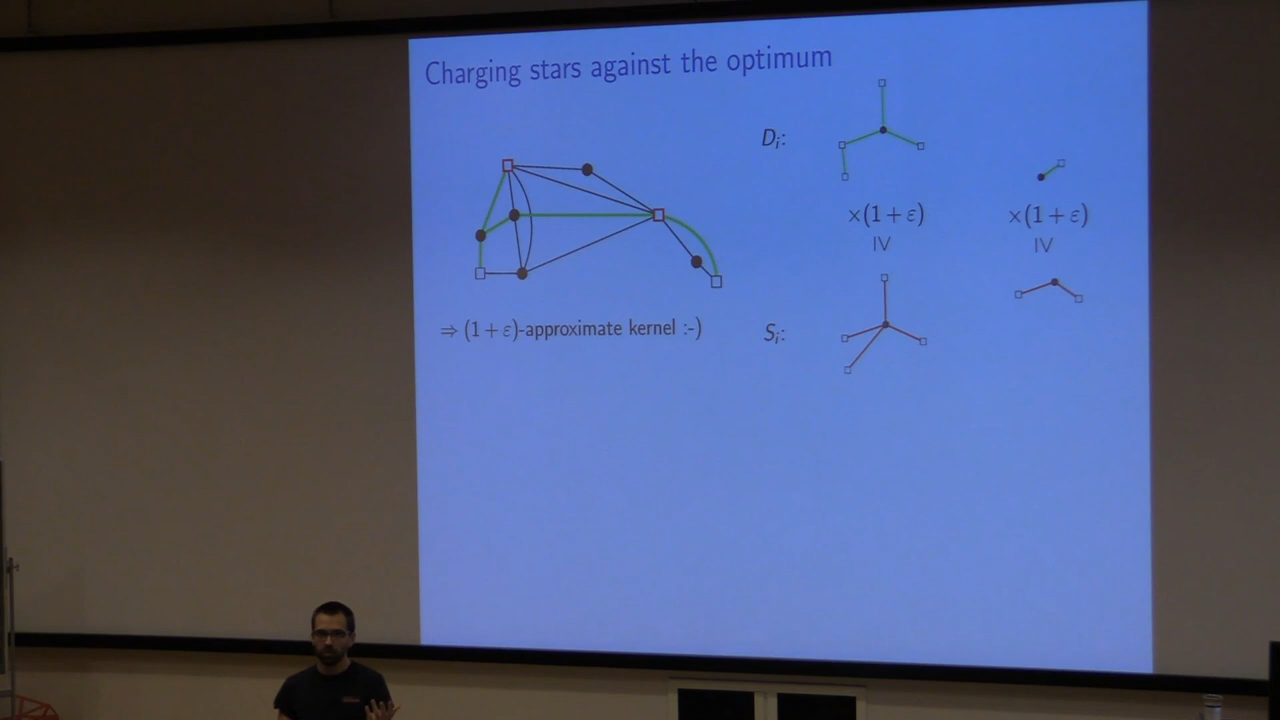 Charging stars against the optimum
D_i:
×(1 + ε) ×(1 + ε)
IV IV
⇒ (1 + ε)-approximate kernel :-)
S_i: